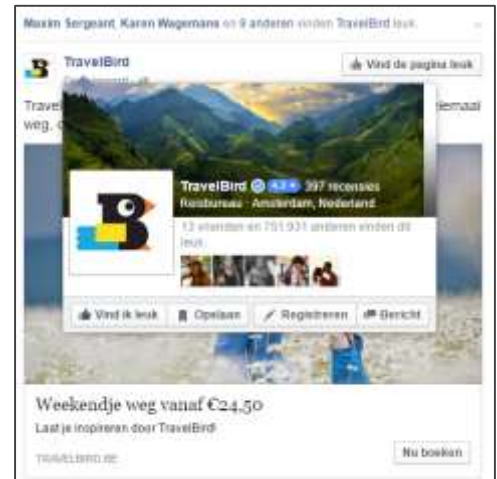 Maxim Sergeant, Karen Wagemans en 9 anderen vinden TravelBird leuk.
TravelBird
Vind de pagina leuk
Travel
weg,
TravelBird 4,3 397 recensies
Reisbureau · Amsterdam, Nederland
13 vrienden en 751.931 anderen vinden dit
leuk.
Vind ik leuk Opslaan Registreren Bericht
Weekendje weg vanaf €24,50
Laat je inspireren door TravelBird!
TRAVELBIRD.BE
Nu boeken